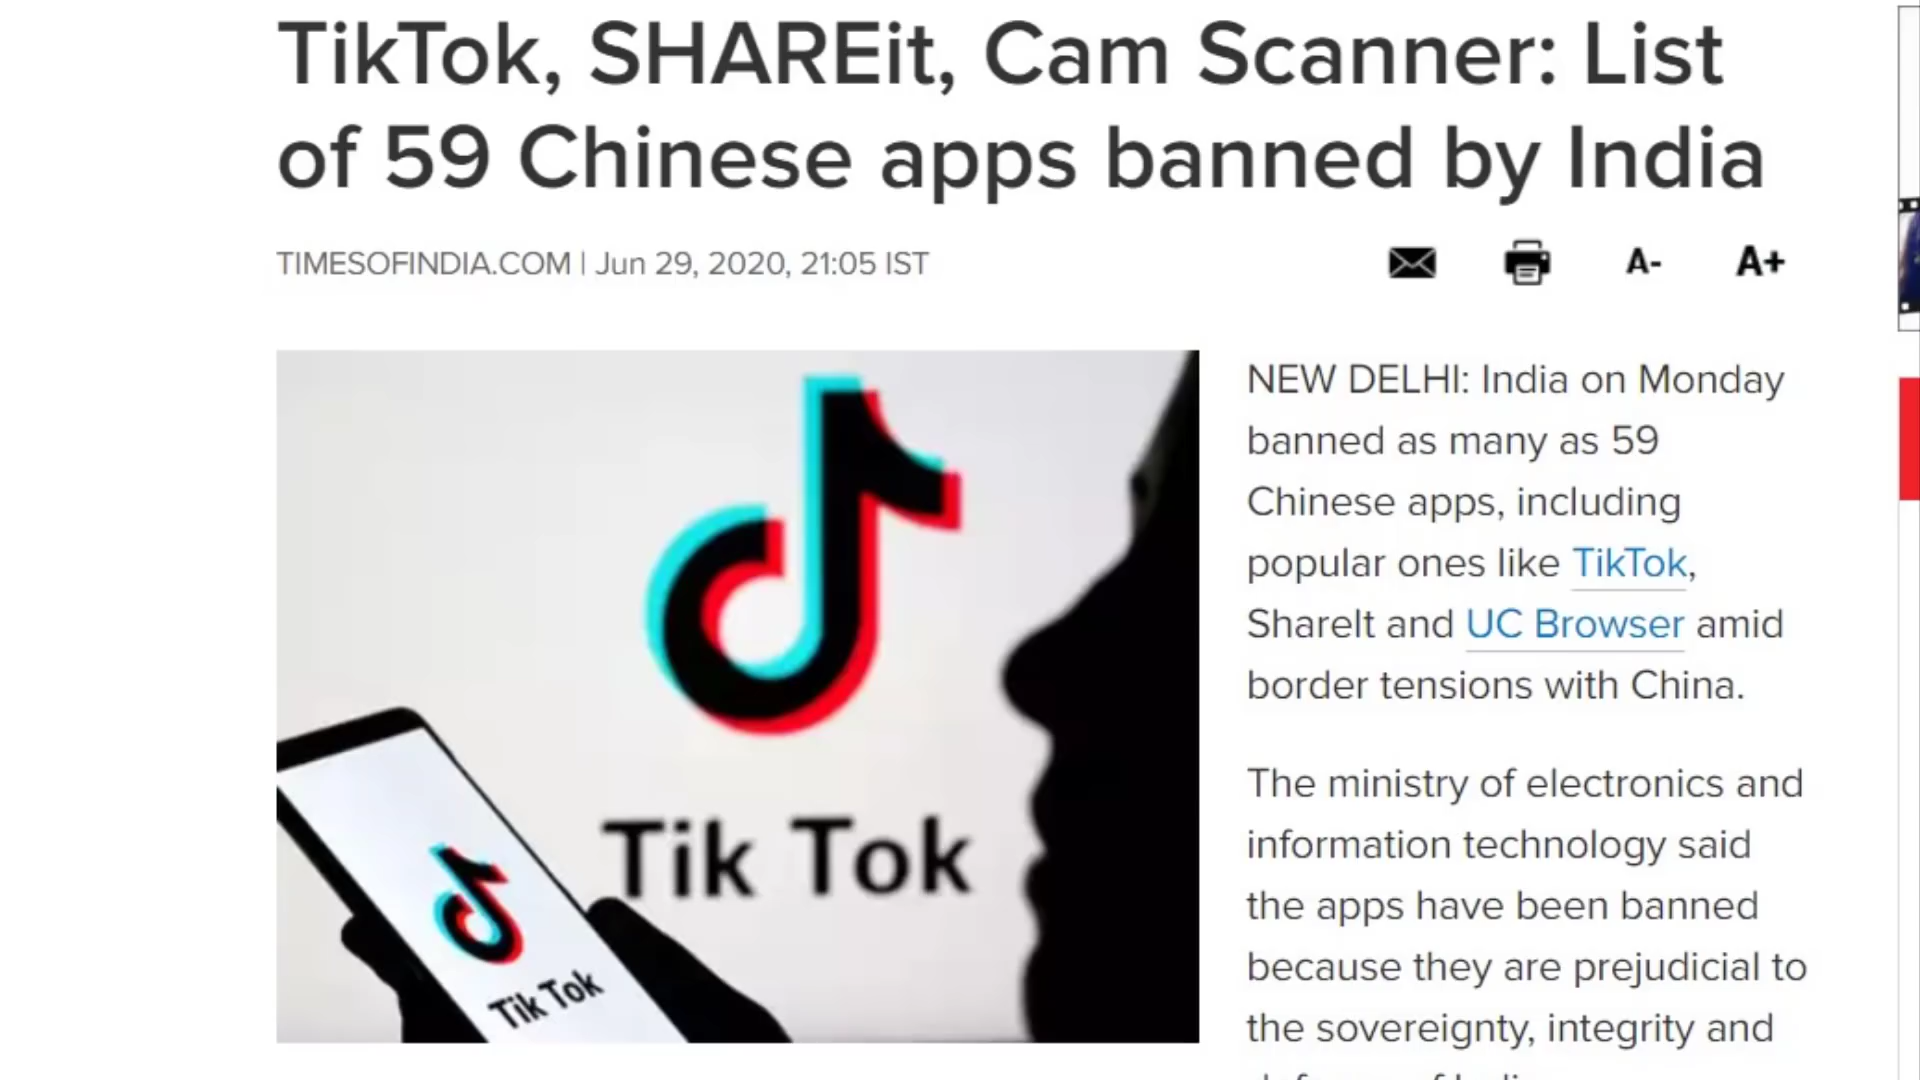 TikTok, SHAREit, Cam Scanner: List
of 59 Chinese apps banned by India
TIMESOFINDIA.COM | Jun 29, 2020, 21:05 IST
A-
A+
Tik Tok
Tik Tok
NEW DELHI: India on Monday
banned as many as 59
Chinese apps, including
popular ones like TikTok,
ShareIt and UC Browser amid
border tensions with China.
The ministry of electronics and
information technology said
the apps have been banned
because they are prejudicial to
the sovereignty, integrity and